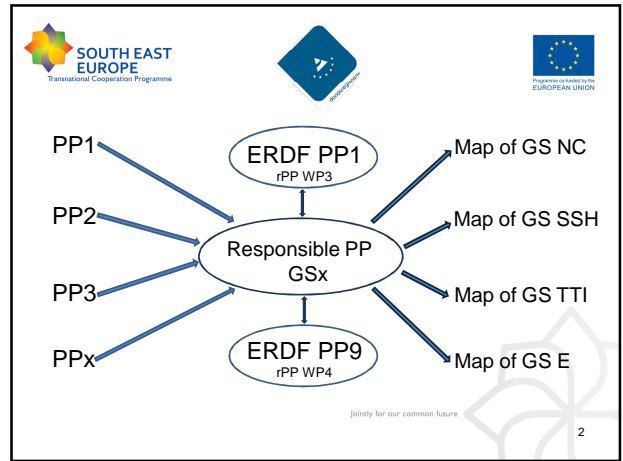 SOUTH EAST
EUROPE
Transnational Cooperation Programme
donauregionen+
Programme co-funded by the
EUROPEAN UNION
PP1
PP2
PP3
PPx
ERDF PP1
rPP WP3
Responsible PP
GSx
ERDF PP9
rPP WP4
Map of GS NC
Map of GS SSH
Map of GS TTI
Map of GS E
Jointly for our common future
2